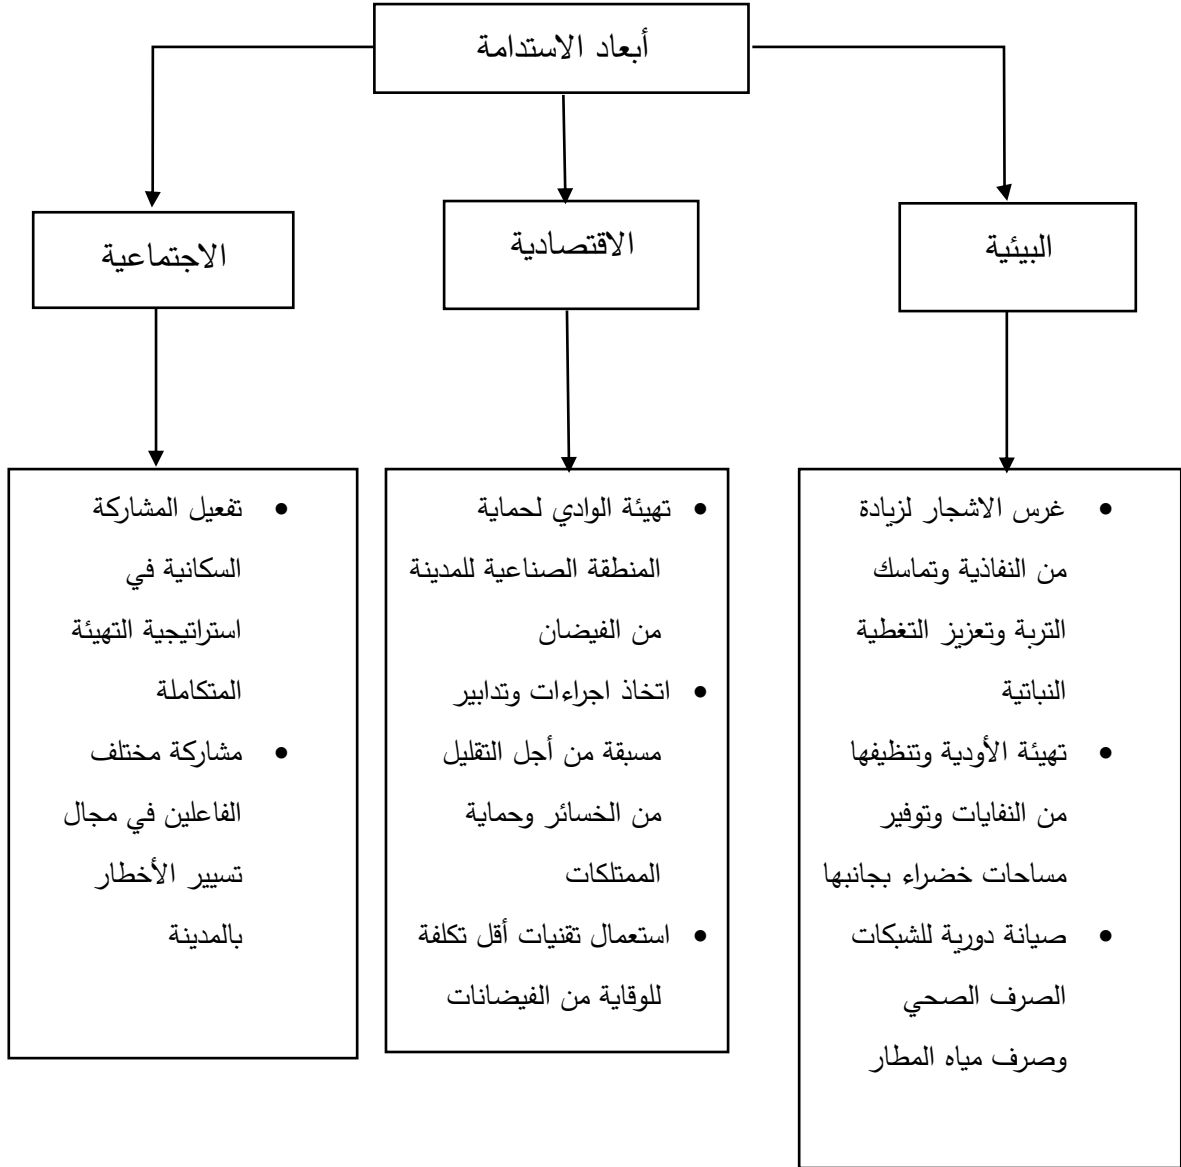 أبعاد الاستدامة
البيئية
الاقتصادية
الاجتماعية
• غرس الاشجار لزيادة
من النفاذية وتماسك
التربة وتعزيز التغطية
النباتية
• تهيئة الأودية وتنظيفها
من النفايات وتوفير
مساحات خضراء بجانبها
• صيانة دورية للشبكات
الصرف الصحي
وصرف مياه المطار
• تهيئة الوادي لحماية
المنطقة الصناعية للمدينة
من الفيضان
• اتخاذ اجراءات وتدابير
مسبقة من أجل التقليل
من الخسائر وحماية
الممتلكات
• استعمال تقنيات أقل تكلفة
للوقاية من الفيضانات
• تفعيل المشاركة
السكانية في
استراتيجية التهيئة
المتكاملة
• مشاركة مختلف
الفاعلين في مجال
تسيير الأخطار
بالمدينة